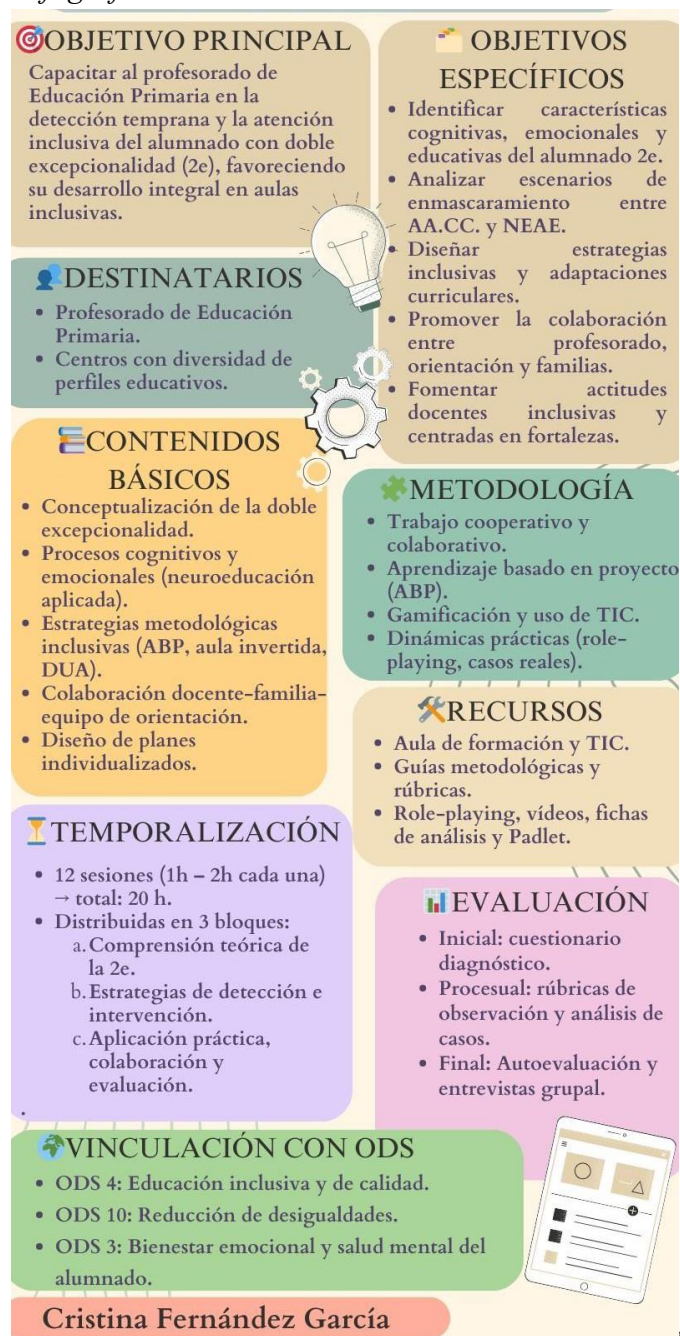 OBJETIVO PRINCIPAL
Capacitar al profesorado de
Educación Primaria en la
detección temprana y la atención
inclusiva del alumnado con doble
excepcionalidad (2e), favoreciendo
su desarrollo integral en aulas
inclusivas.
OBJETIVOS
ESPECÍFICOS
• Identificar características
cognitivas, emocionales y
educativas del alumnado 2e.
• Analizar escenarios de
enmascaramiento entre
AA.CC. y NEAE.
• Diseñar estrategias
inclusivas y adaptaciones
curriculares.
• Promover la colaboración
entre profesorado,
orientación y familias.
• Fomentar actitudes
docentes inclusivas y
centradas en fortalezas.
DESTINATARIOS
• Profesorado de Educación
Primaria.
• Centros con diversidad de
perfiles educativos.
CONTENIDOS
BÁSICOS
• Conceptualización de la doble
excepcionalidad.
• Procesos cognitivos y
emocionales (neuroeducación
aplicada).
• Estrategias metodológicas
inclusivas (ABP, aula invertida,
DUA).
• Colaboración docente-familia-
equipo de orientación.
• Diseño de planes
individualizados.
METODOLOGÍA
• Trabajo cooperativo y
colaborativo.
• Aprendizaje basado en proyecto
(ABP).
• Gamificación y uso de TIC.
• Dinámicas prácticas (role-
playing, casos reales).
RECURSOS
• Aula de formación y TIC.
• Guías metodológicas y
rúbricas.
• Role-playing, vídeos, fichas
de análisis y Padlet.
TEMPORALIZACIÓN
• 12 sesiones (1h – 2h cada una)
→ total: 20 h.
• Distribuidas en 3 bloques:
a. Comprensión teórica de
la 2e.
b. Estrategias de detección e
intervención.
c. Aplicación práctica,
colaboración y
evaluación.
.
EVALUACIÓN
• Inicial: cuestionario
diagnóstico.
• Procesual: rúbricas de
observación y análisis de
casos.
• Final: Autoevaluación y
entrevistas grupal.
VINCULACIÓN CON ODS
• ODS 4: Educación inclusiva y de calidad.
• ODS 10: Reducción de desigualdades.
• ODS 3: Bienestar emocional y salud mental del
alumnado.
Cristina Fernández García